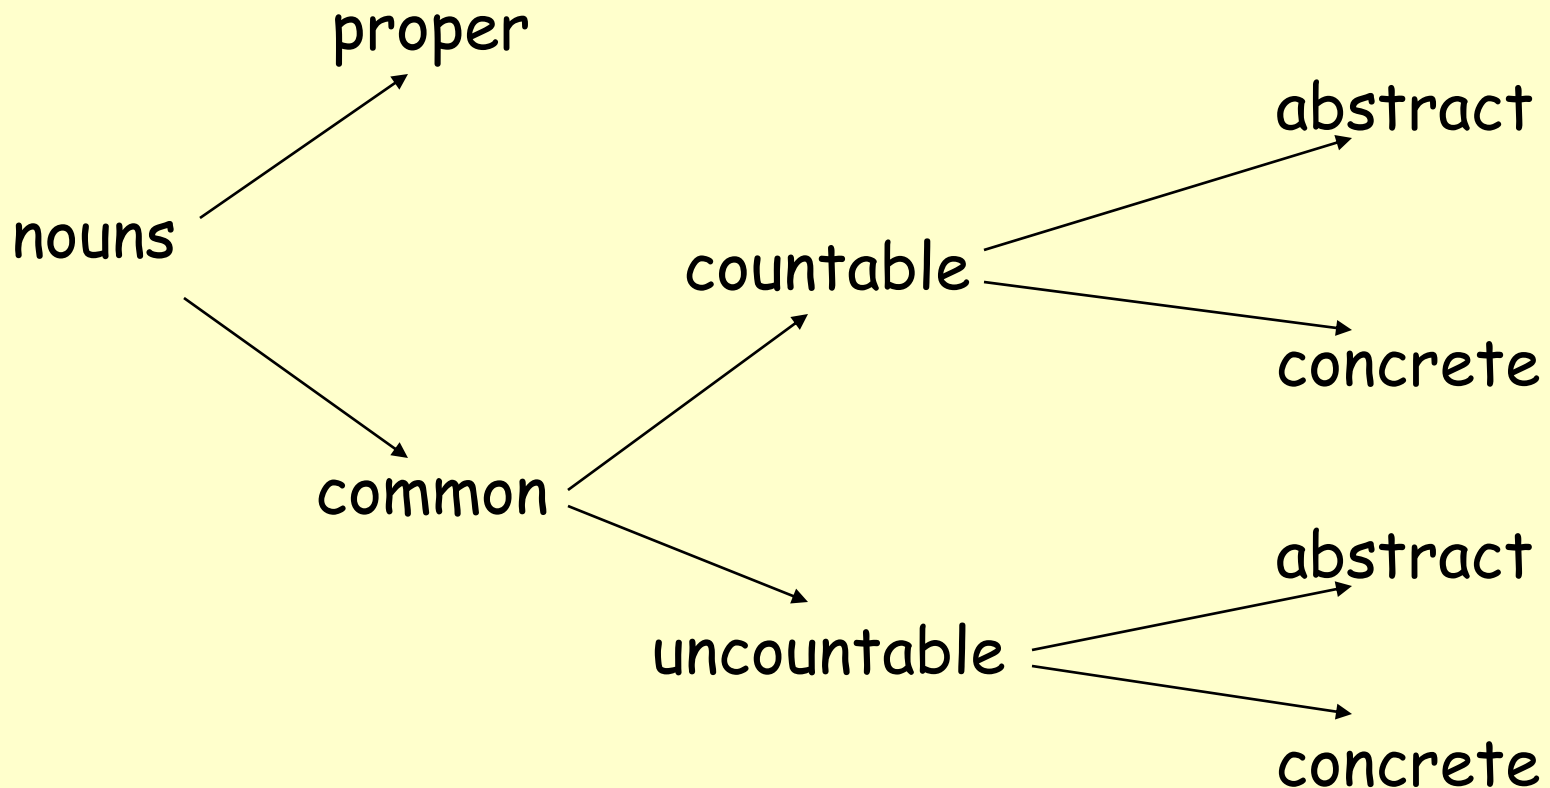 proper
abstract
nouns
countable
concrete
common
abstract
uncountable
concrete